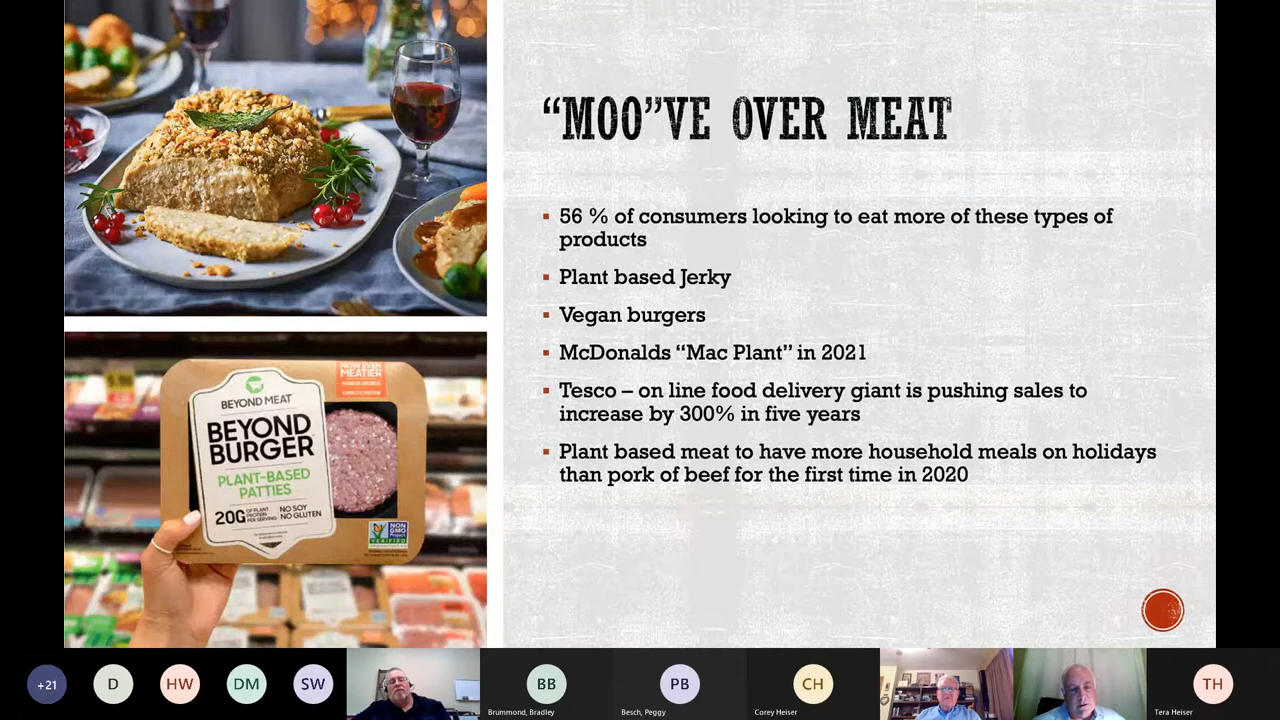 “MOO”VE OVER MEAT
56 % of consumers looking to eat more of these types of
products
Plant based Jerky
Vegan burgers
McDonalds “Mac Plant” in 2021
Tesco – on line food delivery giant is pushing sales to
increase by 300% in five years
Plant based meat to have more household meals on holidays
than pork of beef for the first time in 2020
NOW EVEN
MEATIER
BEYOND MEAT
BEYOND
BURGER
PLANT-BASED
PATTIES
20G OF PLANT PROTEIN PER SERVING
NO SOY
NO GLUTEN
NON
GMO
Project
VERIFIED
+21
D
HW
DM
SW
BB
Brummond, Bradley
PB
Besch, Peggy
CH
Corey Heiser
TH
Tera Heiser